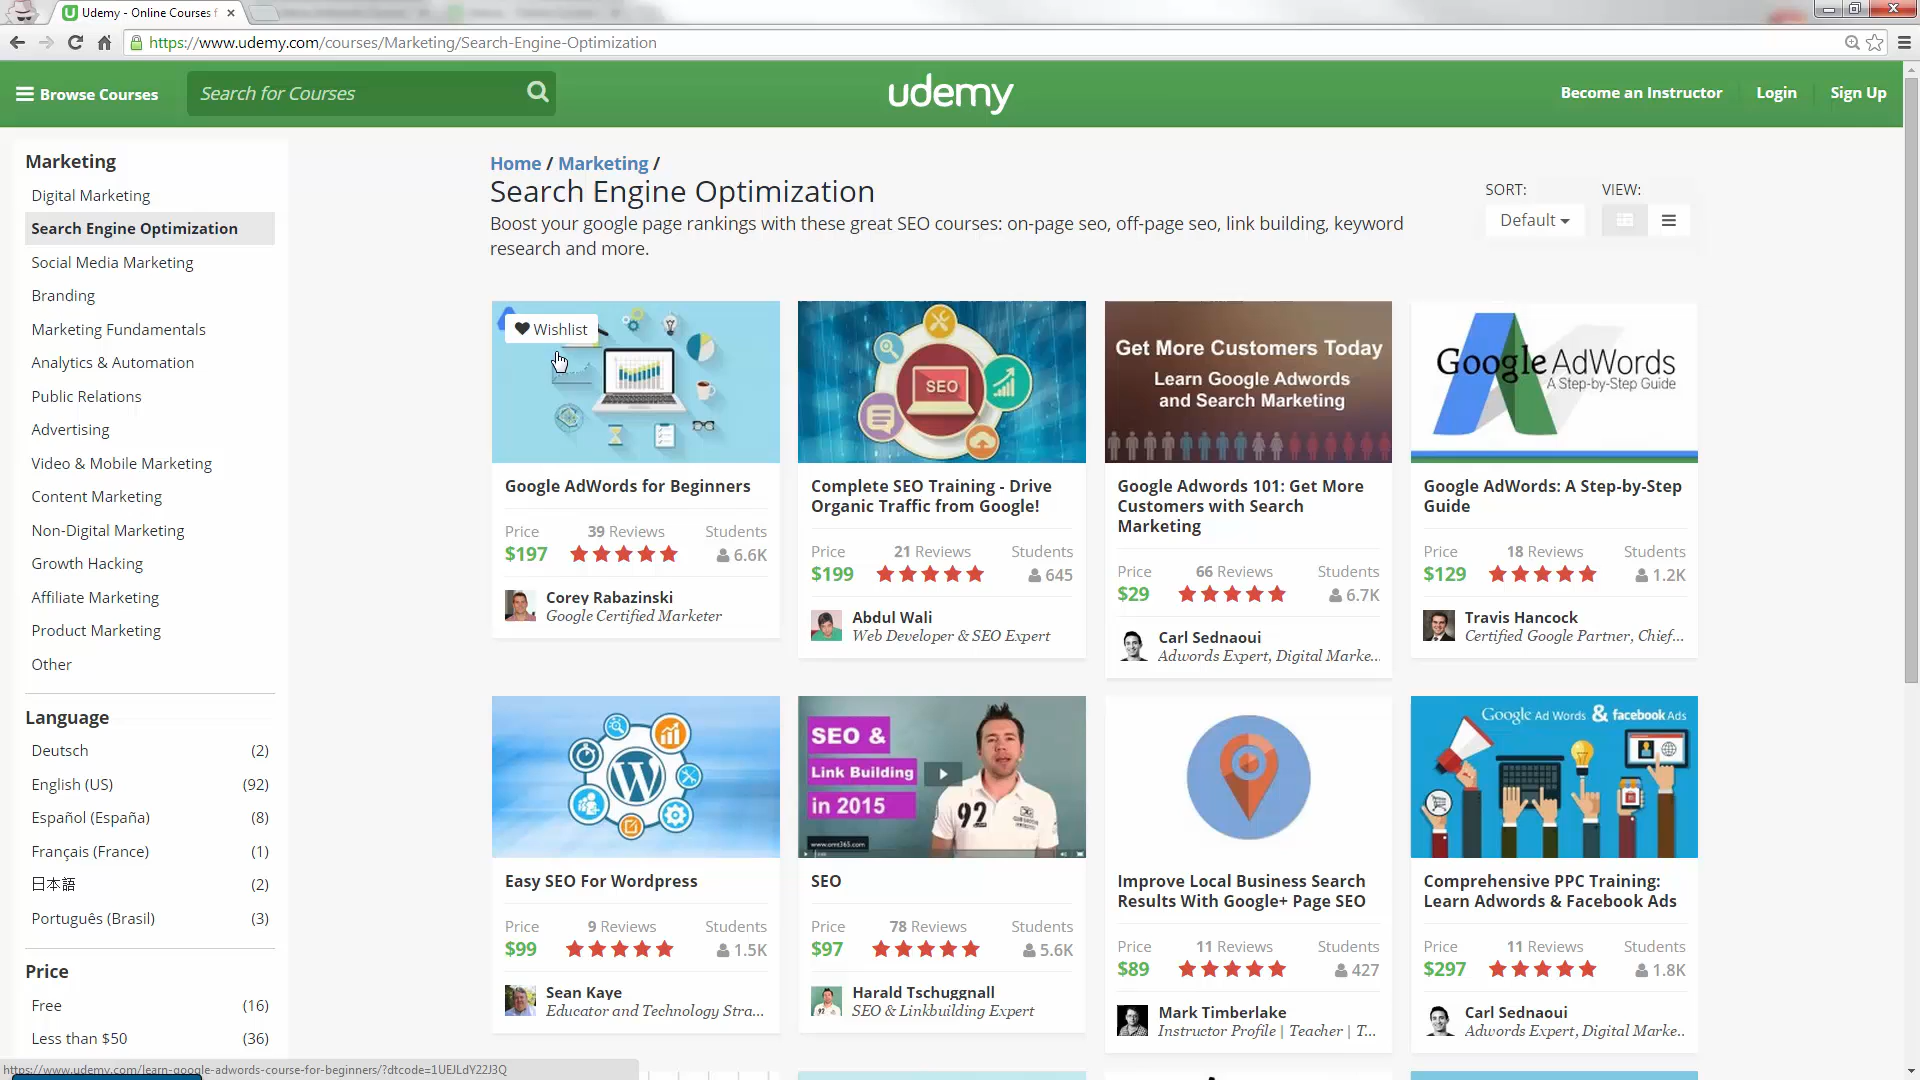 Udemy - Online Courses f
https://www.udemy.com/courses/Marketing/Search-Engine-Optimization
Browse Courses
Search for Courses
udemy
Become an Instructor
Login
Sign Up
Marketing
Digital Marketing
Search Engine Optimization
Social Media Marketing
Branding
Marketing Fundamentals
Analytics & Automation
Public Relations
Advertising
Video & Mobile Marketing
Content Marketing
Non-Digital Marketing
Growth Hacking
Affiliate Marketing
Product Marketing
Other
Language
Deutsch (2)
English (US) (92)
Español (España) (8)
Français (France) (1)
日本語 (2)
Português (Brasil) (3)
Price
Free (16)
Less than $50 (36)
Home / Marketing /
Search Engine Optimization
Boost your google page rankings with these great SEO courses: on-page seo, off-page seo, link building, keyword
research and more.
SORT:
Default
VIEW:
Wishlist
Google AdWords for Beginners
Price 39 Reviews Students
$197 6.6K
Corey Rabazinski
Google Certified Marketer
SEO
Complete SEO Training - Drive
Organic Traffic from Google!
Price 21 Reviews Students
$199 645
Abdul Wali
Web Developer & SEO Expert
Get More Customers Today
Learn Google Adwords
and Search Marketing
Google Adwords 101: Get More
Customers with Search
Marketing
Price 66 Reviews Students
$29 6.7K
Carl Sednaoui
Adwords Expert, Digital Marke...
Google AdWords
A Step-by-Step Guide
Google AdWords: A Step-by-Step
Guide
Price 18 Reviews Students
$129 1.2K
Travis Hancock
Certified Google Partner, Chief...
Easy SEO For Wordpress
Price 9 Reviews Students
$99 1.5K
Sean Kaye
Educator and Technology Stra...
SEO &
Link Building
in 2015
92
www.omt365.com
SEO
Price 78 Reviews Students
$97 5.6K
Harald Tschuggnall
SEO & Linkbuilding Expert
Improve Local Business Search
Results With Google+ Page SEO
Price 11 Reviews Students
$89 427
Mark Timberlake
Instructor Profile | Teacher | T...
Google Ad Words & facebook Ads
Comprehensive PPC Training:
Learn Adwords & Facebook Ads
Price 11 Reviews Students
$297 1.8K
Carl Sednaoui
Adwords Expert, Digital Marke..
https://www.udemy.com/learn-google-adwords-course-for-beginners/?dtcode=1UEJLdY22J3Q